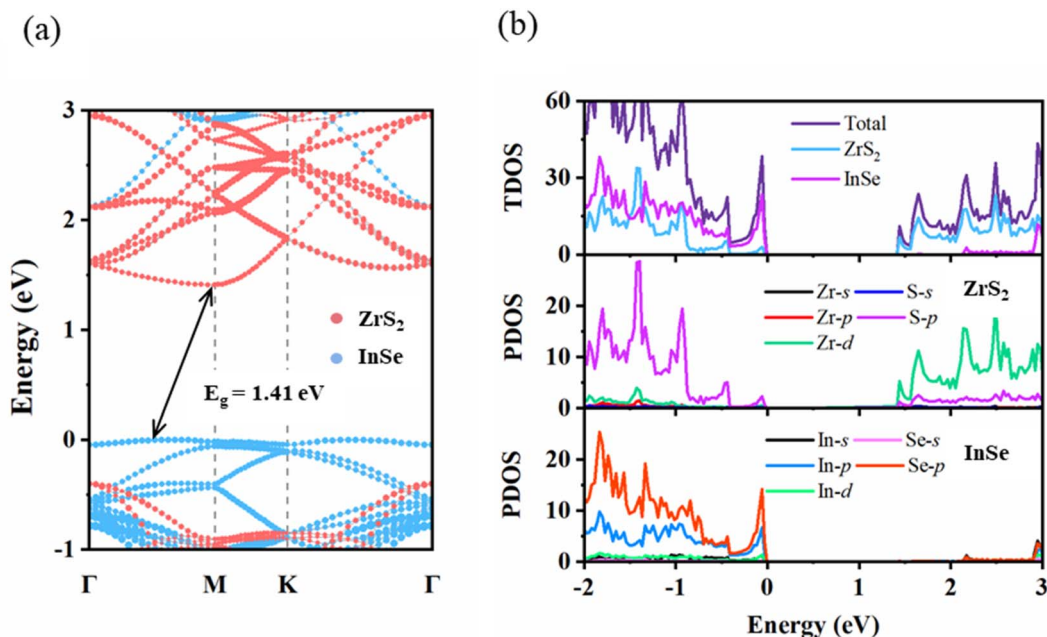 (a)
Energy (eV)
3
2
1
0
-1
ZrS₂
InSe
E_g = 1.41 eV
Γ
M
K
Γ
(b)
TDOS
60
30
0
Total
ZrS₂
InSe
PDOS
20
10
0
Zr-s
S-s
ZrS₂
Zr-p
S-p
Zr-d
PDOS
30
20
10
0
In-s
Se-s
InSe
In-p
Se-p
In-d
-2
-1
0
1
2
3
Energy (eV)